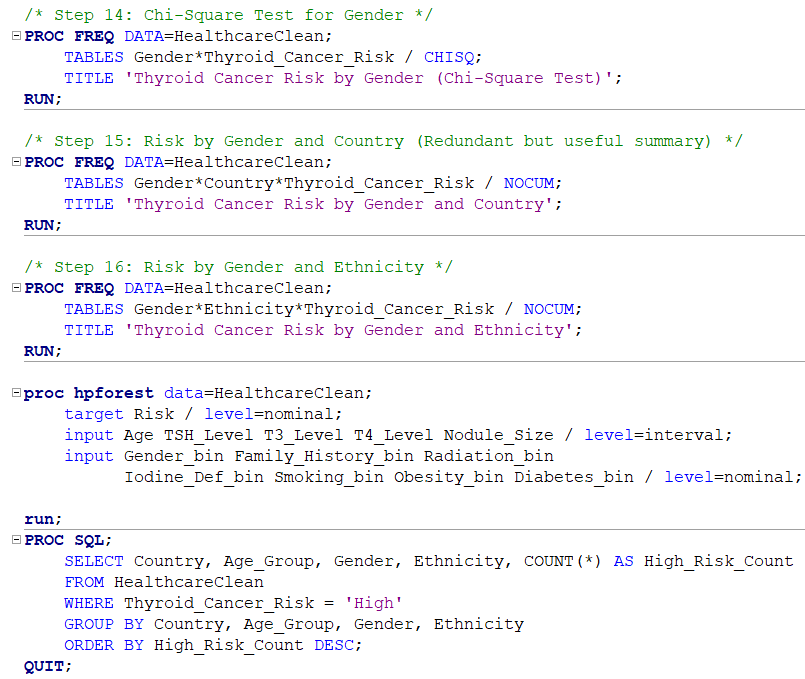 /* Step 14: Chi-Square Test for Gender */
PROC FREQ DATA=HealthcareClean;
    TABLES Gender*Thyroid_Cancer_Risk / CHISQ;
    TITLE 'Thyroid Cancer Risk by Gender (Chi-Square Test)';
RUN;
/* Step 15: Risk by Gender and Country (Redundant but useful summary) */
PROC FREQ DATA=HealthcareClean;
    TABLES Gender*Country*Thyroid_Cancer_Risk / NOCUM;
    TITLE 'Thyroid Cancer Risk by Gender and Country';
RUN;
/* Step 16: Risk by Gender and Ethnicity */
PROC FREQ DATA=HealthcareClean;
    TABLES Gender*Ethnicity*Thyroid_Cancer_Risk / NOCUM;
    TITLE 'Thyroid Cancer Risk by Gender and Ethnicity';
RUN;
proc hpforest data=HealthcareClean;
    target Risk / level=nominal;
    input Age TSH_Level T3_Level T4_Level Nodule_Size / level=interval;
    input Gender_bin Family_History_bin Radiation_bin
          Iodine_Def_bin Smoking_bin Obesity_bin Diabetes_bin / level=nominal;
run;
PROC SQL;
    SELECT Country, Age_Group, Gender, Ethnicity, COUNT(*) AS High_Risk_Count
    FROM HealthcareClean
    WHERE Thyroid_Cancer_Risk = 'High'
    GROUP BY Country, Age_Group, Gender, Ethnicity
    ORDER BY High_Risk_Count DESC;
QUIT;